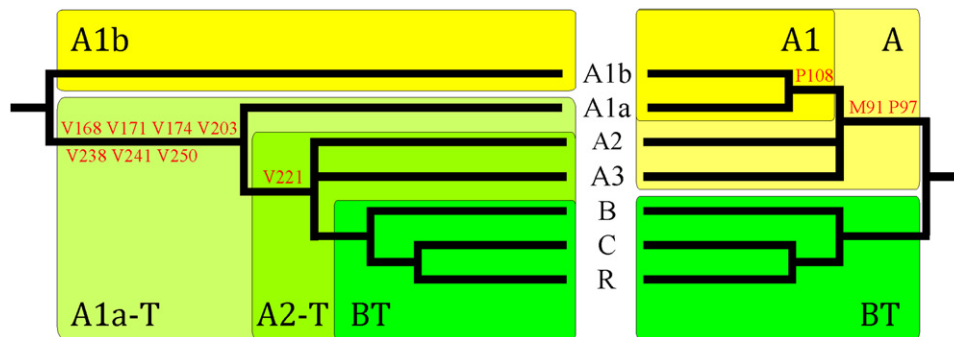 A1b
A1 A
A1b
P108
A1a
M91 P97
V168 V171 V174 V203
V238 V241 V250
A2
V221
A3
B
C
R
A1a-T
A2-T
BT
BT